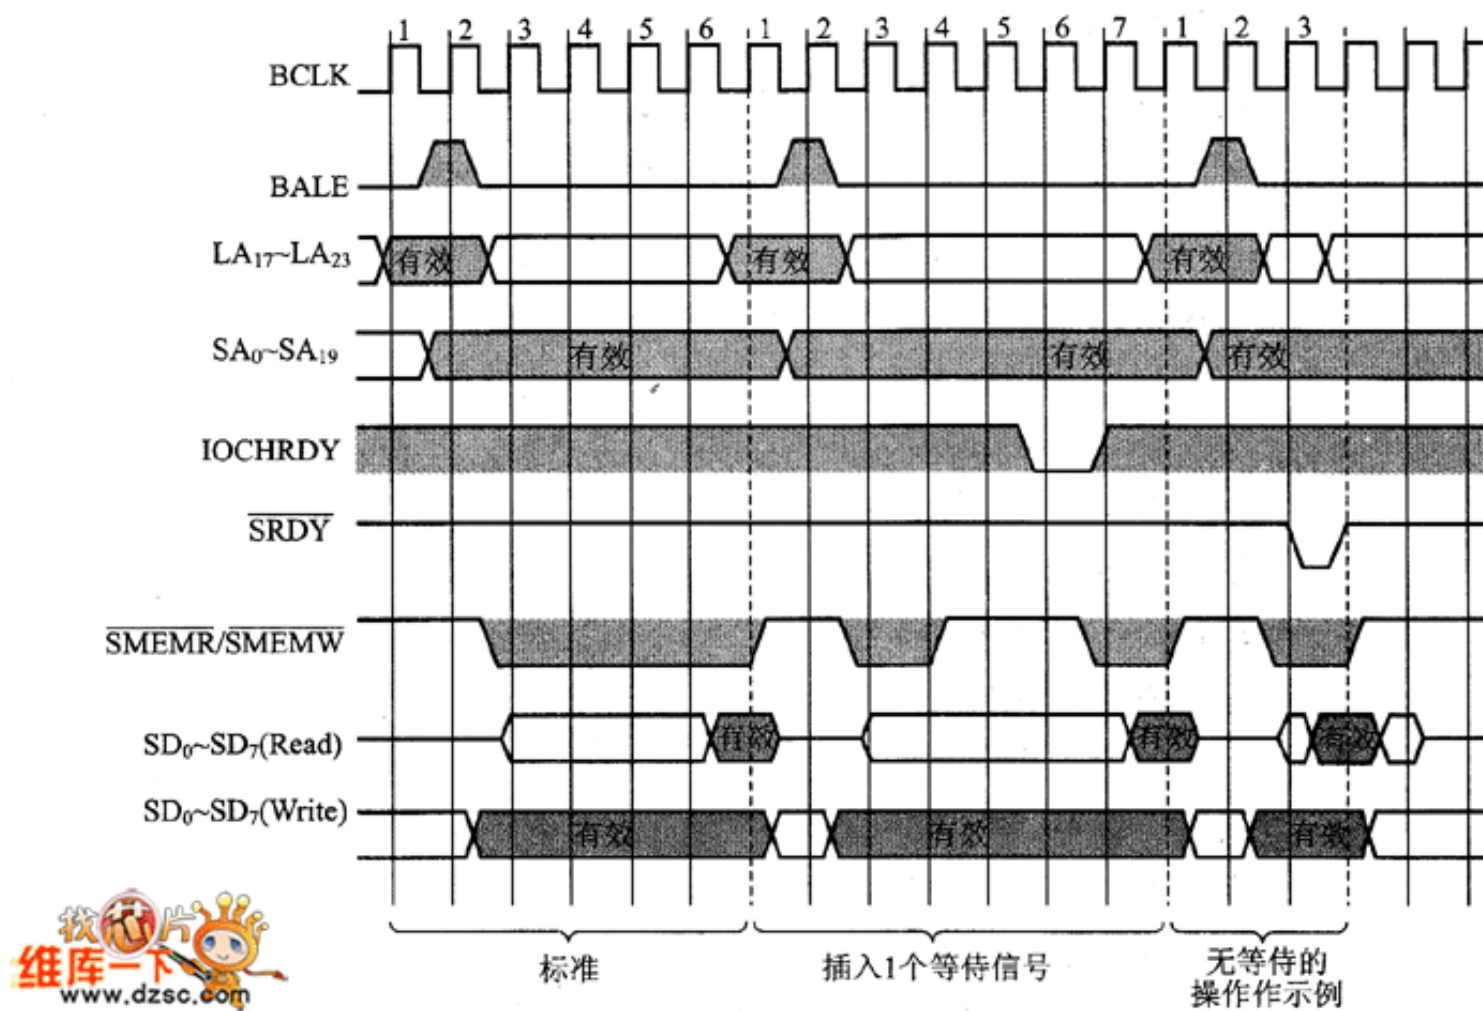 1 2 3 4 5 6 1 2 3 4 5 6 7 1 2 3
BCLK
BALE
LA₁₇~LA₂₃ 有效 有效 有效
SA₀~SA₁₉ 有效 有效 有效
IOCHRDY
SRDY
SMEMR/SMEMW
SD₀~SD₇(Read) 有效 有效 有效
SD₀~SD₇(Write) 有效 有效 有效
标准 插入1个等待信号 无等待的
操作作示例
找芯片
维库一下
www.dzsc.com